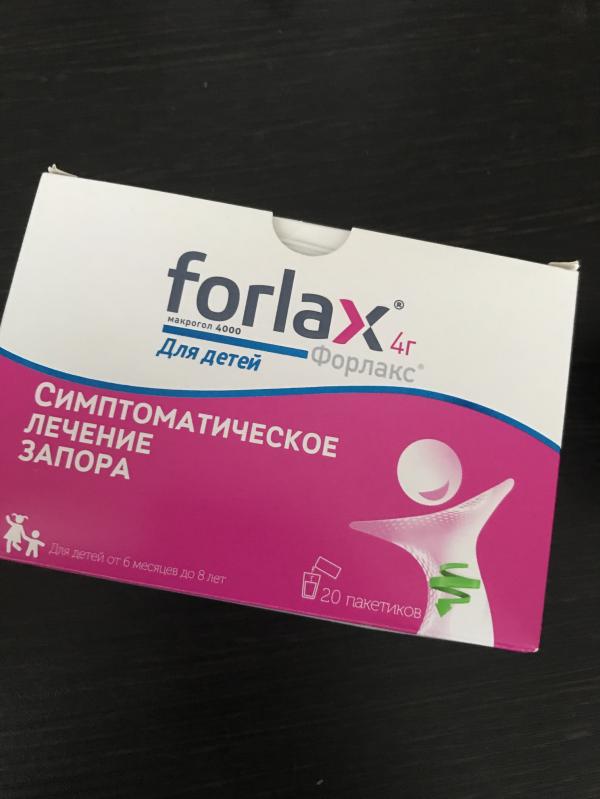 forlax®
макрогол 4000
4г
Для детей
Форлакс®
СИМПТОМАТИЧЕСКОЕ
ЛЕЧЕНИЕ
ЗАПОРА
Для детей от 6 месяцев до 8 лет
20 пакетиков